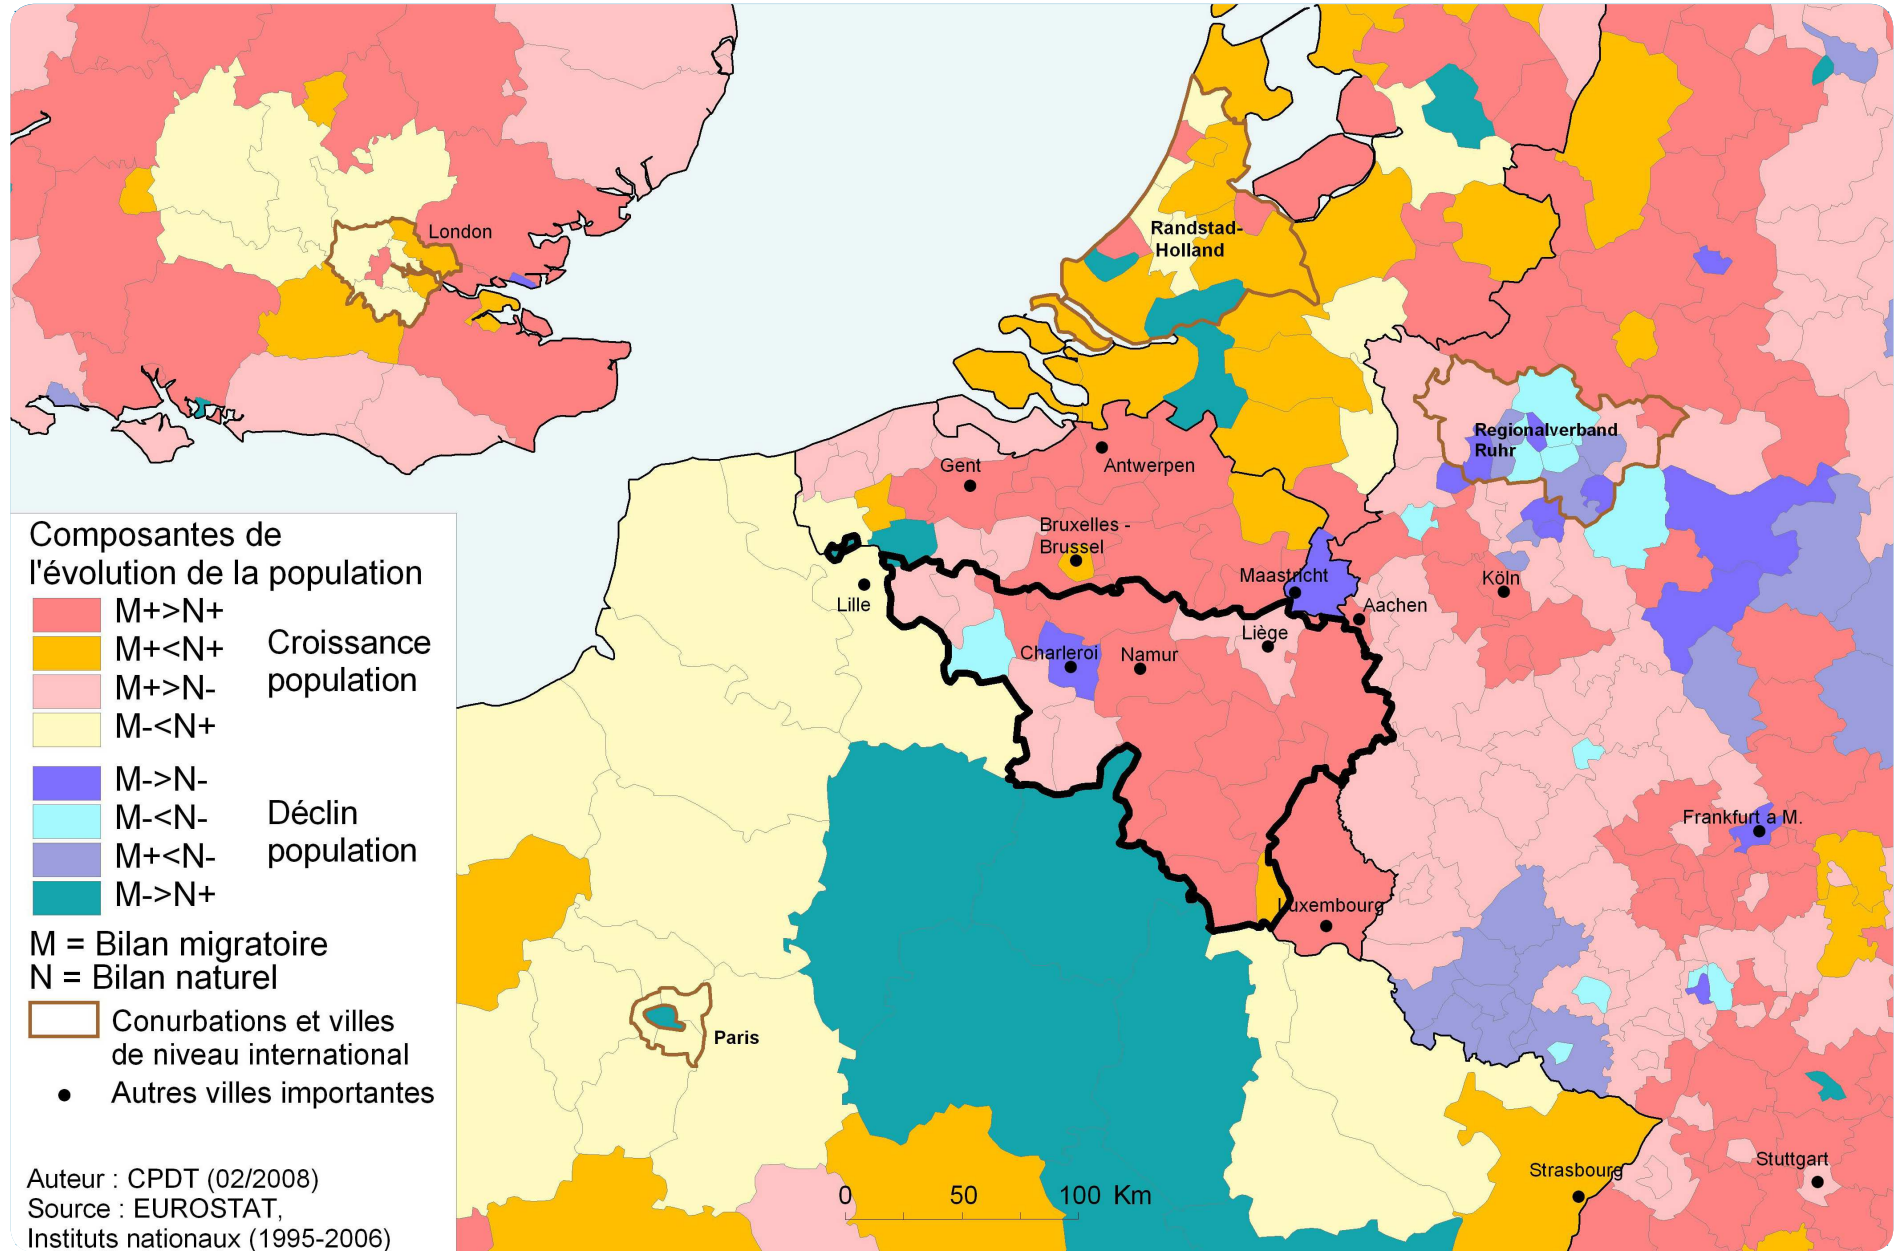 London
Randstad-
Holland
Regionalverband
Ruhr
Gent
Antwerpen
Bruxelles -
Brussel
Maastricht
Aachen
Köln
Lille
Liège
Charleroi
Namur
Luxembourg
Frankfurt a M.
Paris
Strasbourg
Stuttgart
0 50 100 Km
Composantes de
l'évolution de la population
M+>N+
M+<N+
M+>N-
M-<N+
Croissance
population
M->N-
M-<N-
M+<N-
M->N+
Déclin
population
M = Bilan migratoire
N = Bilan naturel
Conurbations et villes
de niveau international
Autres villes importantes
Auteur : CPDT (02/2008)
Source : EUROSTAT,
Instituts nationaux (1995-2006)